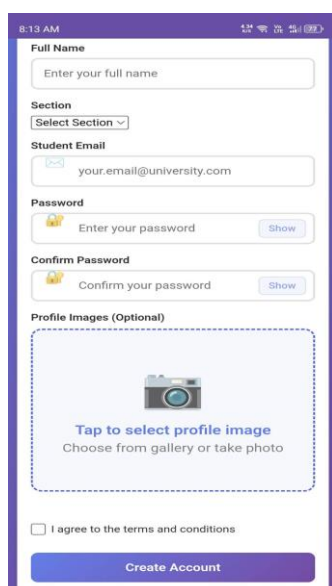 8:13 AM
Full Name
Enter your full name
Section
Select Section
Student Email
your.email@university.com
Password
Enter your password
Show
Confirm Password
Confirm your password
Show
Profile Images (Optional)
Tap to select profile image
Choose from gallery or take photo
I agree to the terms and conditions
Create Account